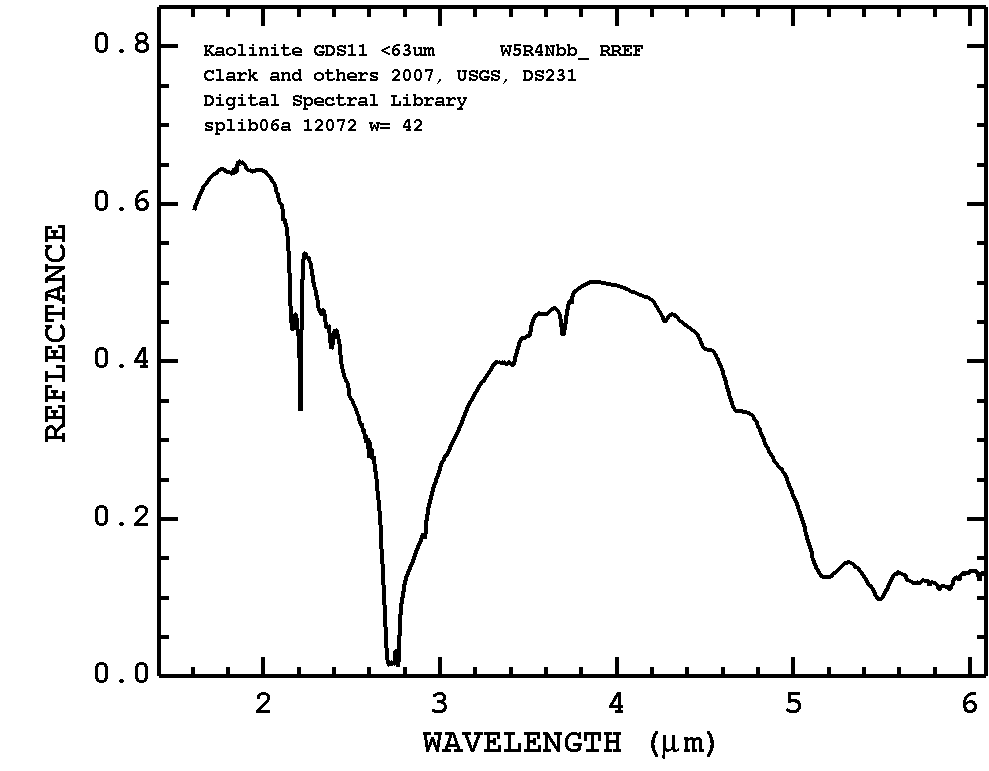 Kaolinite GDS11 <63um W5R4Nbb_ RREF
Clark and others 2007, USGS, DS231
Digital Spectral Library
splib06a 12072 w= 42
0.8
0.6
0.4
0.2
0.0
REFLECTANCE
2 3 4 5 6
WAVELENGTH (μm)